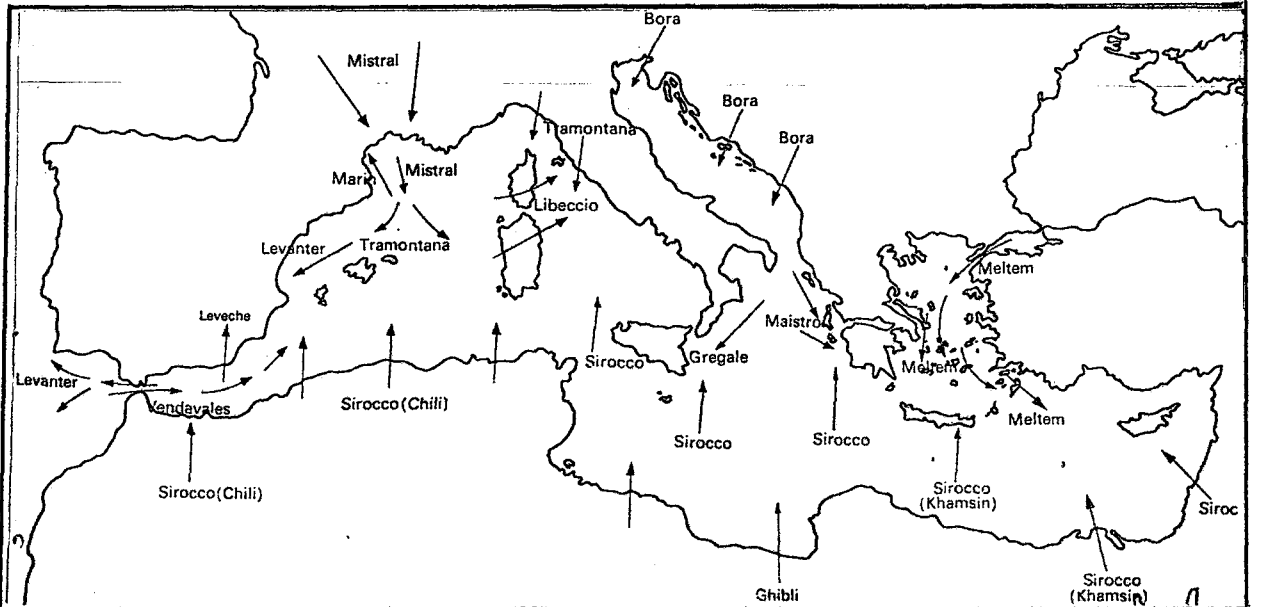 Bora
Mistral
Bora
Tramontana
Bora
Mistral
Marin
Libeccio
Levanter
Tramontana
Meltem
Leveche
Maistro
Sirocco
Gregale
Meltem
Levanter
Vendavales
Sirocco (Chili)
Meltem
Sirocco
Sirocco
Sirocco (Chili)
Sirocco
(Khamsin)
Siroc
Ghibli
Sirocco
(Khamsin)